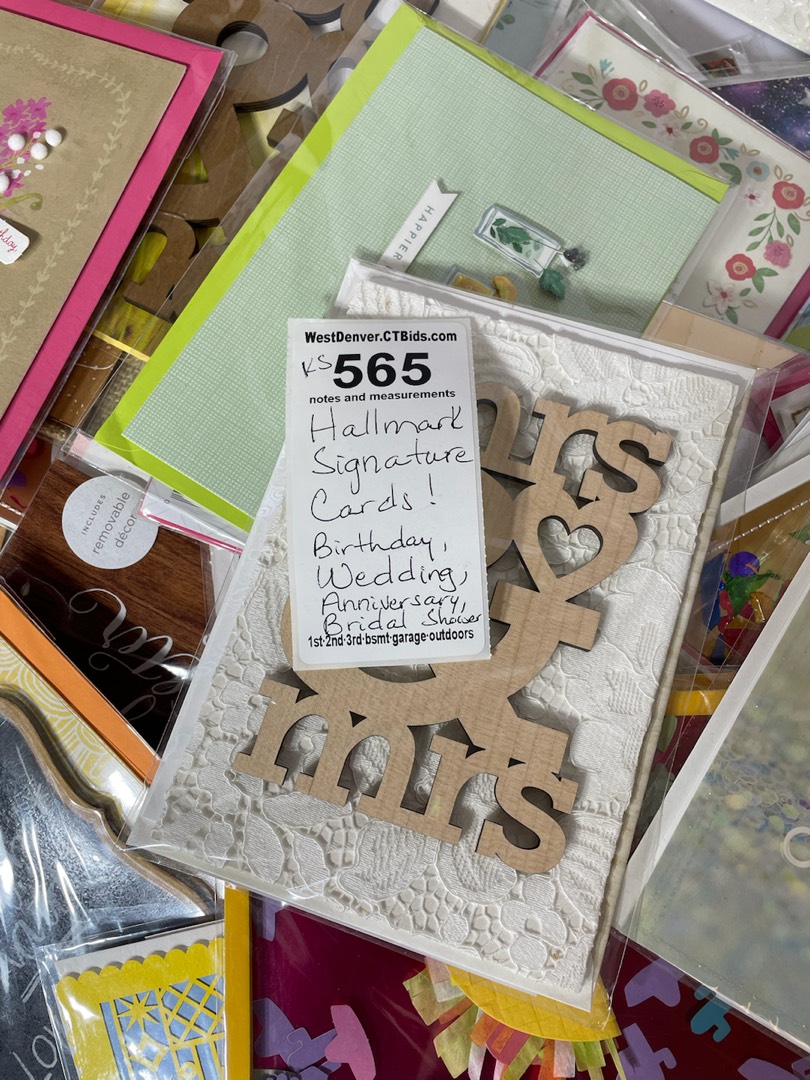 hday
HAPPIER
WestDenver.CTBids.com
KS 565
notes and measurements
Hallmark
Signature
Cards!
Birthday,
Wedding,
Anniversary,
Bridal Shower
1st·2nd·3rd·bsmt·garage·outdoors
mrs
&
mrs
INCLUDES
removable
décor